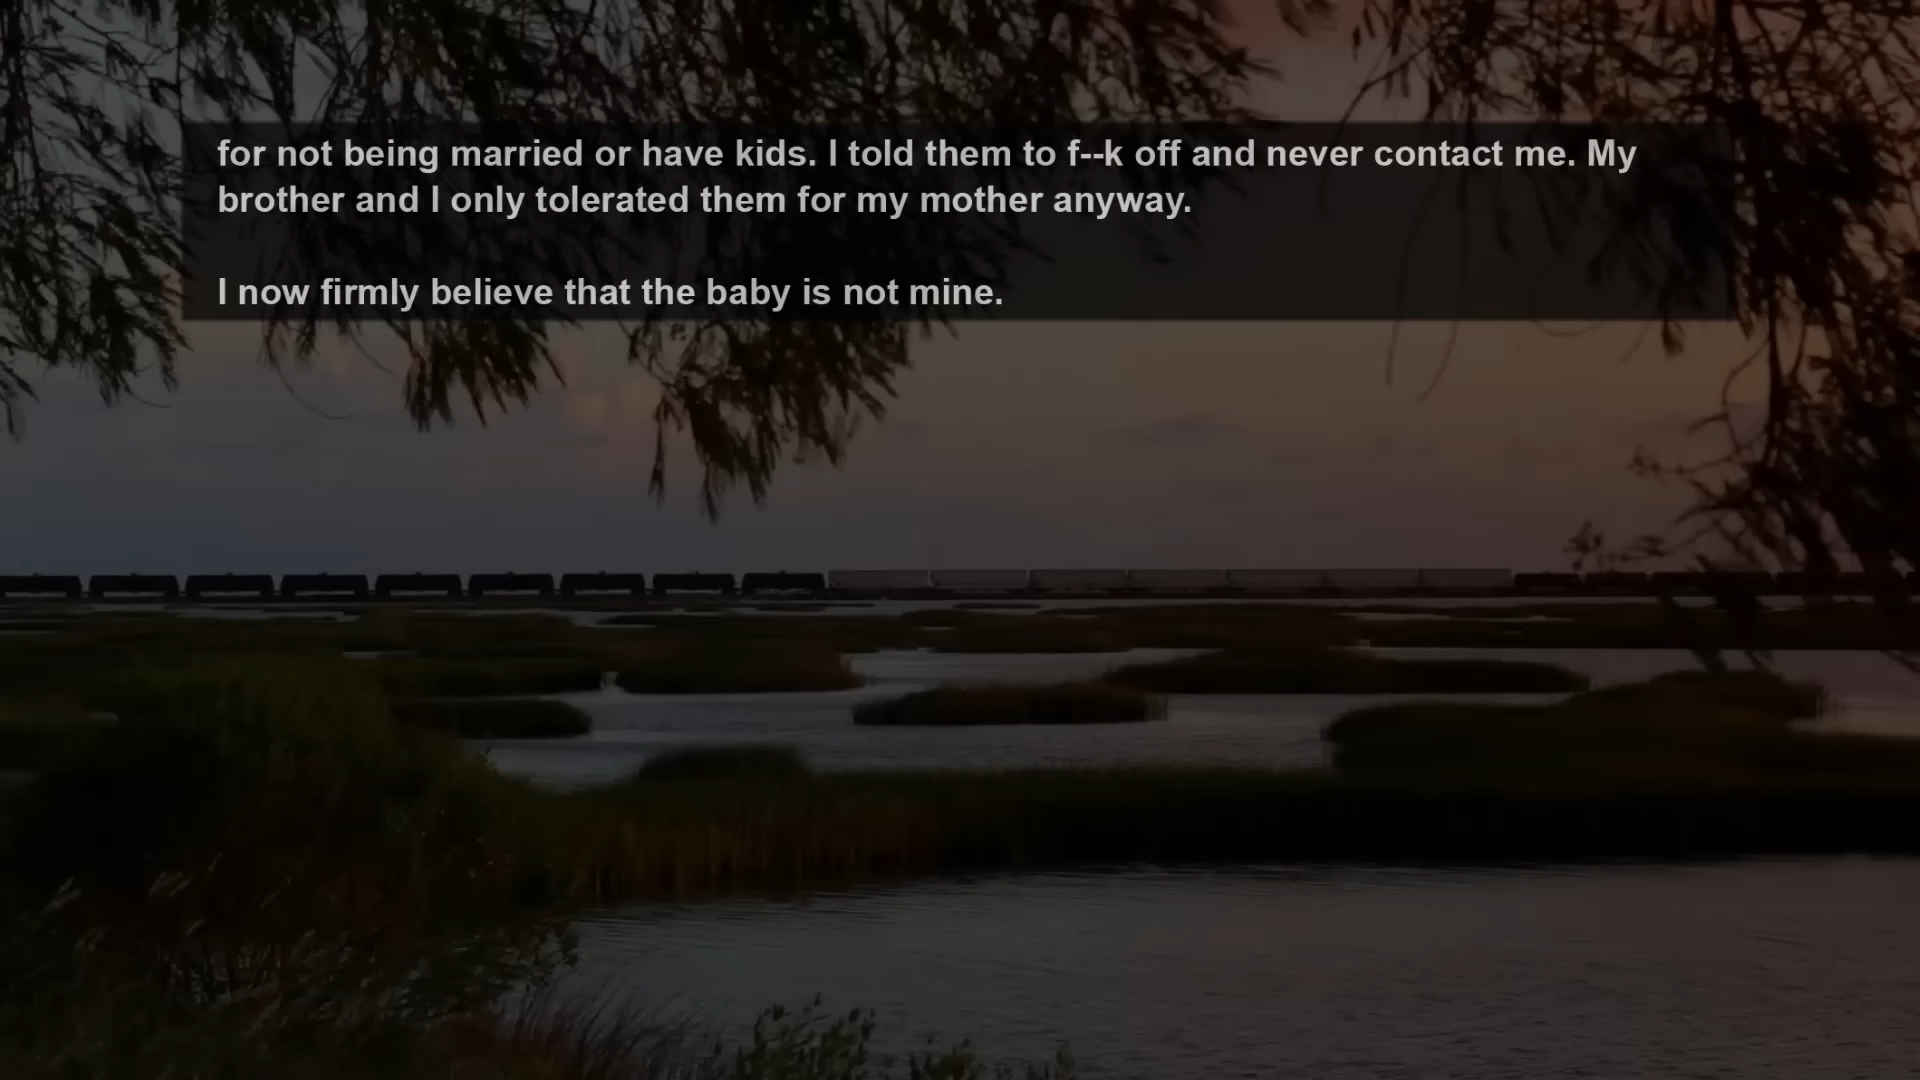 for not being married or have kids. I told them to f--k off and never contact me. My
brother and I only tolerated them for my mother anyway.
I now firmly believe that the baby is not mine.